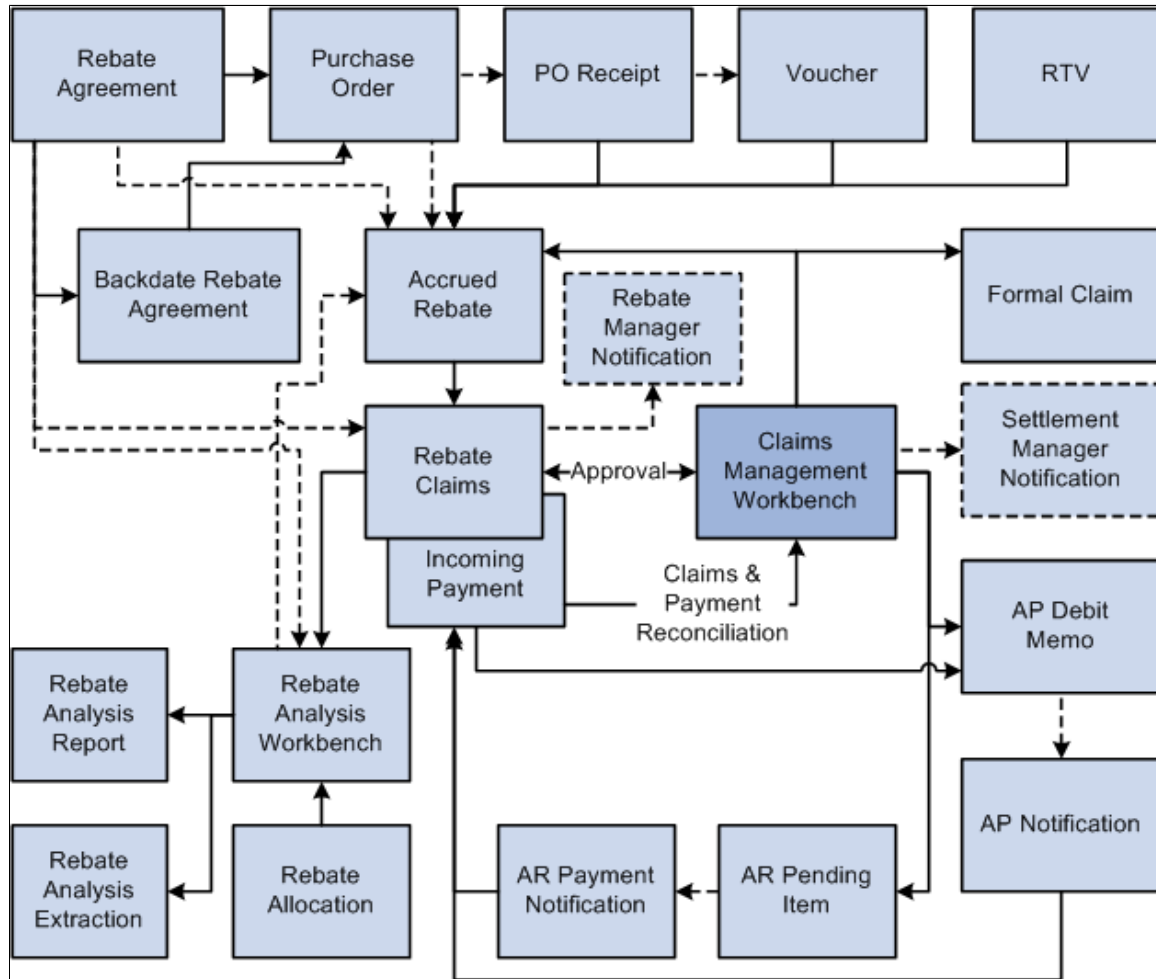 Rebate
Agreement
Purchase
Order
PO Receipt
Voucher
RTV
Backdate Rebate
Agreement
Accrued
Rebate
Rebate
Manager
Notification
Formal Claim
Rebate
Claims
Approval
Claims
Management
Workbench
Settlement
Manager
Notification
Incoming
Payment
Claims &
Payment
Reconciliation
AP Debit
Memo
Rebate
Analysis
Report
Rebate
Analysis
Workbench
AP Notification
Rebate
Analysis
Extraction
Rebate
Allocation
AR Payment
Notification
AR Pending
Item